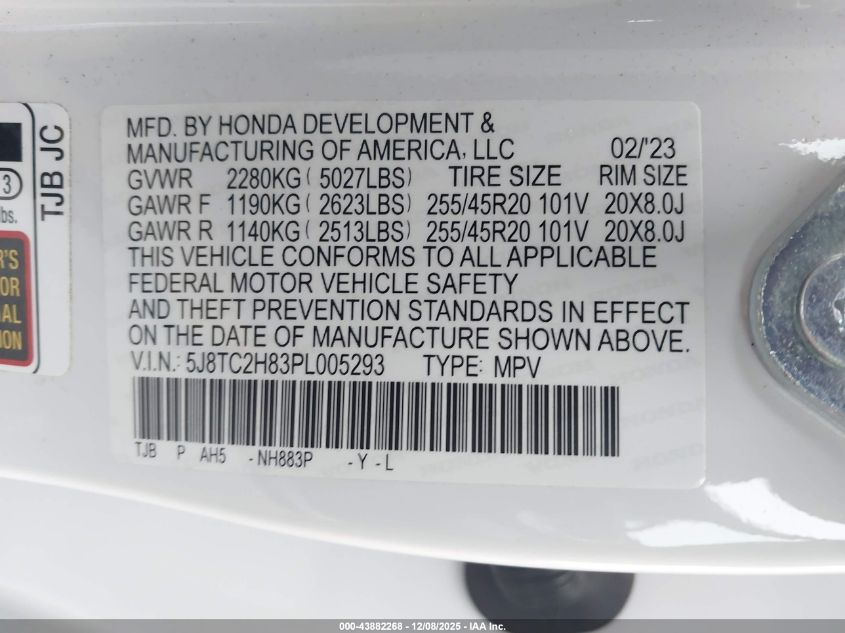 MFD. BY HONDA DEVELOPMENT &
MANUFACTURING OF AMERICA, LLC 02/'23
GVWR 2280KG ( 5027LBS) TIRE SIZE RIM SIZE
GAWR F 1190KG ( 2623LBS) 255/45R20 101V 20X8.0J
GAWR R 1140KG ( 2513LBS) 255/45R20 101V 20X8.0J
THIS VEHICLE CONFORMS TO ALL APPLICABLE
FEDERAL MOTOR VEHICLE SAFETY
AND THEFT PREVENTION STANDARDS IN EFFECT
ON THE DATE OF MANUFACTURE SHOWN ABOVE.
V.I.N.: 5J8TC2H83PL005293 TYPE: MPV
TJB P AH5 -NH883P -Y-L
TJB JC
3
lbs.
000-43882268 - 12/08/2025 - IAA Inc.